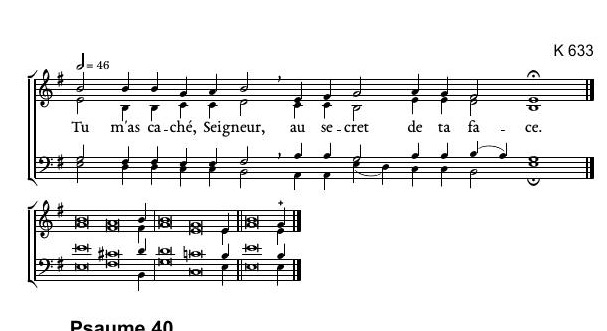 K 633
= 46
Tu m'as ca-ché, Seigneur, au se-cret de ta fa-ce.
Psaume 40